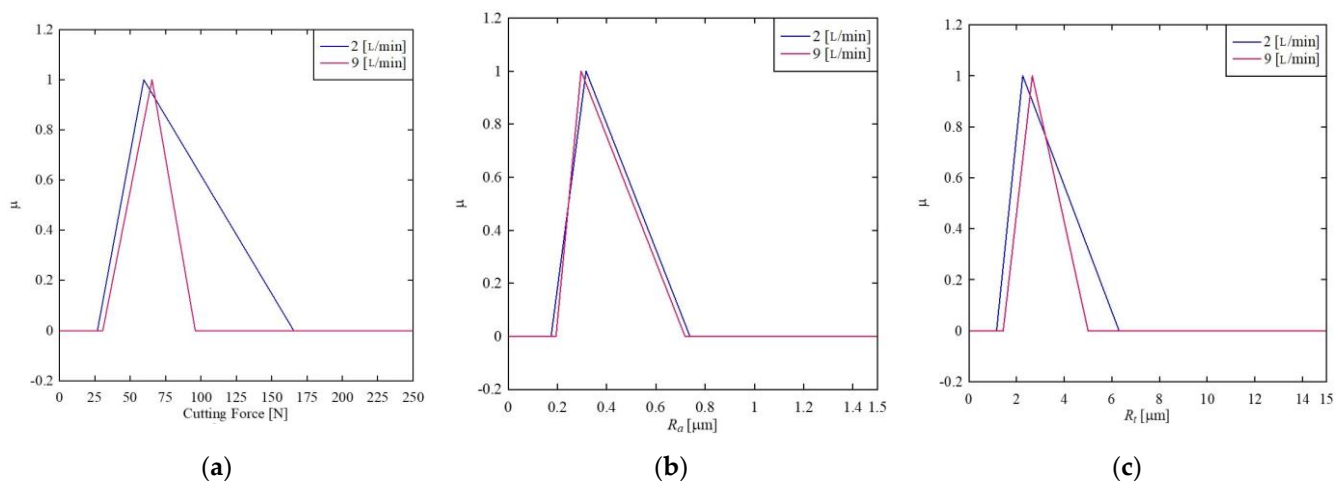 1.2
1
0.8
0.6
0.4
0.2
0
-0.2
μ
0 25 50 75 100 125 150 175 200 225 250
Cutting Force [N]
2 [L/min]
9 [L/min]
(a)
1.2
1
0.8
0.6
0.4
0.2
0
-0.2
μ
0 0.2 0.4 0.6 0.8 1 1.2 1.4 1.5
Ra [μm]
2 [L/min]
9 [L/min]
(b)
1.2
1
0.8
0.6
0.4
0.2
0
-0.2
μ
0 2 4 6 8 10 12 14 15
Rt [μm]
2 [L/min]
9 [L/min]
(c)